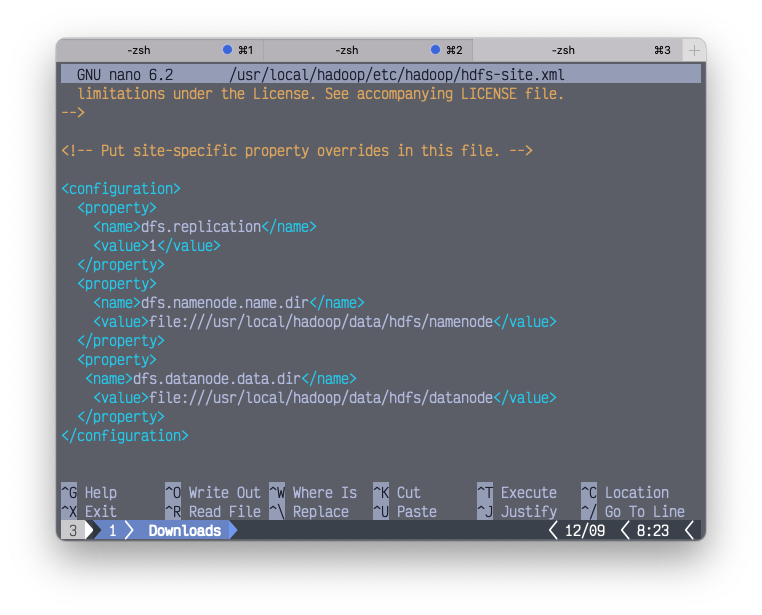 -zsh ⌘1 -zsh ⌘2 -zsh ⌘3 +
GNU nano 6.2 /usr/local/hadoop/etc/hadoop/hdfs-site.xml
limitations under the License. See accompanying LICENSE file.
-->
<!-- Put site-specific property overrides in this file. -->
<configuration>
<property>
<name>dfs.replication</name>
<value>1</value>
</property>
<property>
<name>dfs.namenode.name.dir</name>
<value>file:///usr/local/hadoop/data/hdfs/namenode</value>
</property>
<property>
<name>dfs.datanode.data.dir</name>
<value>file:///usr/local/hadoop/data/hdfs/datanode</value>
</property>
</configuration>
^G Help ^O Write Out ^W Where Is ^K Cut ^T Execute ^C Location
^X Exit ^R Read File ^\ Replace ^U Paste ^J Justify ^/ Go To Line
3 1 Downloads 12/09 8:23